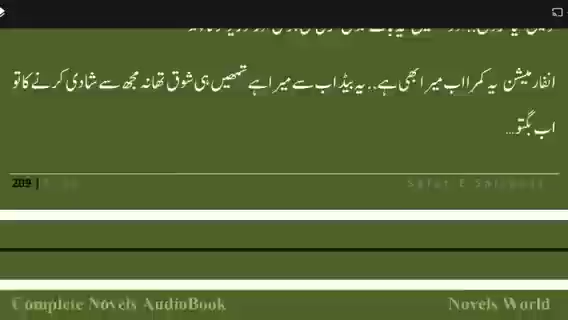 انفارمیشن یہ کمرا اب میرا بھی ہے.. یہ بیڈ اب سے میرا ہے تمھیں ہی شوق تھا نہ مجھ سے شادی کرنے کا تو
اب بگتو...
209 |
Complete Novels AudioBook
Novels World